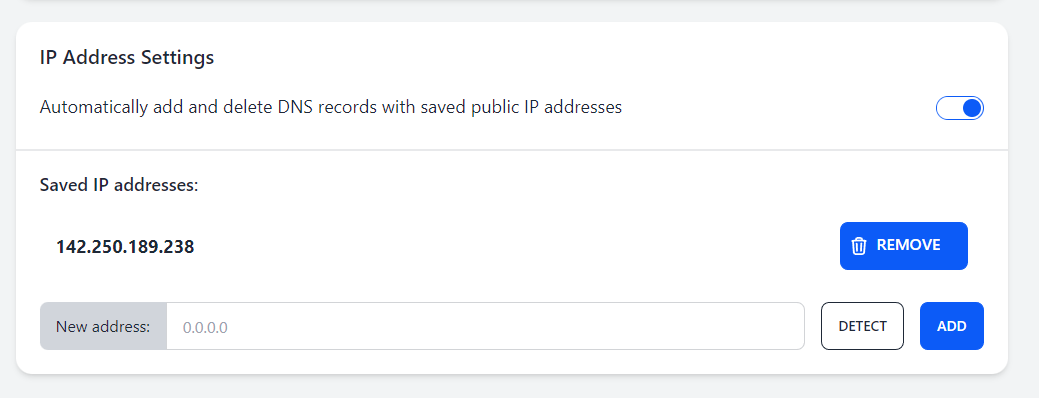 IP Address Settings
Automatically add and delete DNS records with saved public IP addresses
Saved IP addresses:
142.250.189.238
REMOVE
New address:
0.0.0.0
DETECT
ADD